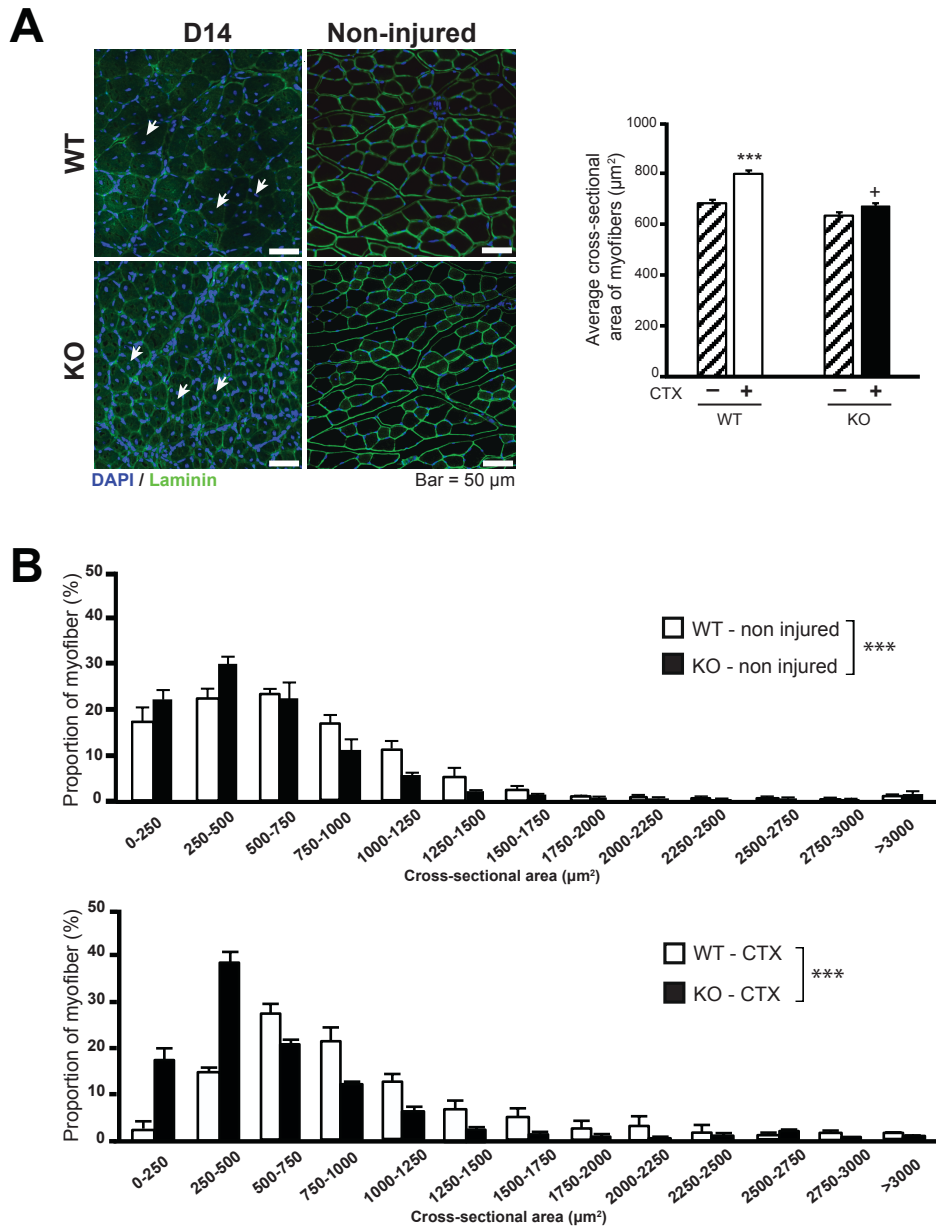 A
D14 Non-injured
WT
KO
DAPI / Laminin Bar = 50 µm
Average cross-sectional
area of myofibers (µm²)
1000
800
600
400
200
0
***
+
CTX − + − +
WT KO
B
Proportion of myofiber (%)
50
40
30
20
10
0
WT - non injured
KO - non injured
***
0-250 250-500 500-750 750-1000 1000-1250 1250-1500 1500-1750 1750-2000 2000-2250 2250-2500 2500-2750 2750-3000 >3000
Cross-sectional area (µm²)
Proportion of myofiber (%)
50
40
30
20
10
0
WT - CTX
KO - CTX
***
0-250 250-500 500-750 750-1000 1000-1250 1250-1500 1500-1750 1750-2000 2000-2250 2250-2500 2500-2750 2750-3000 >3000
Cross-sectional area (µm²)